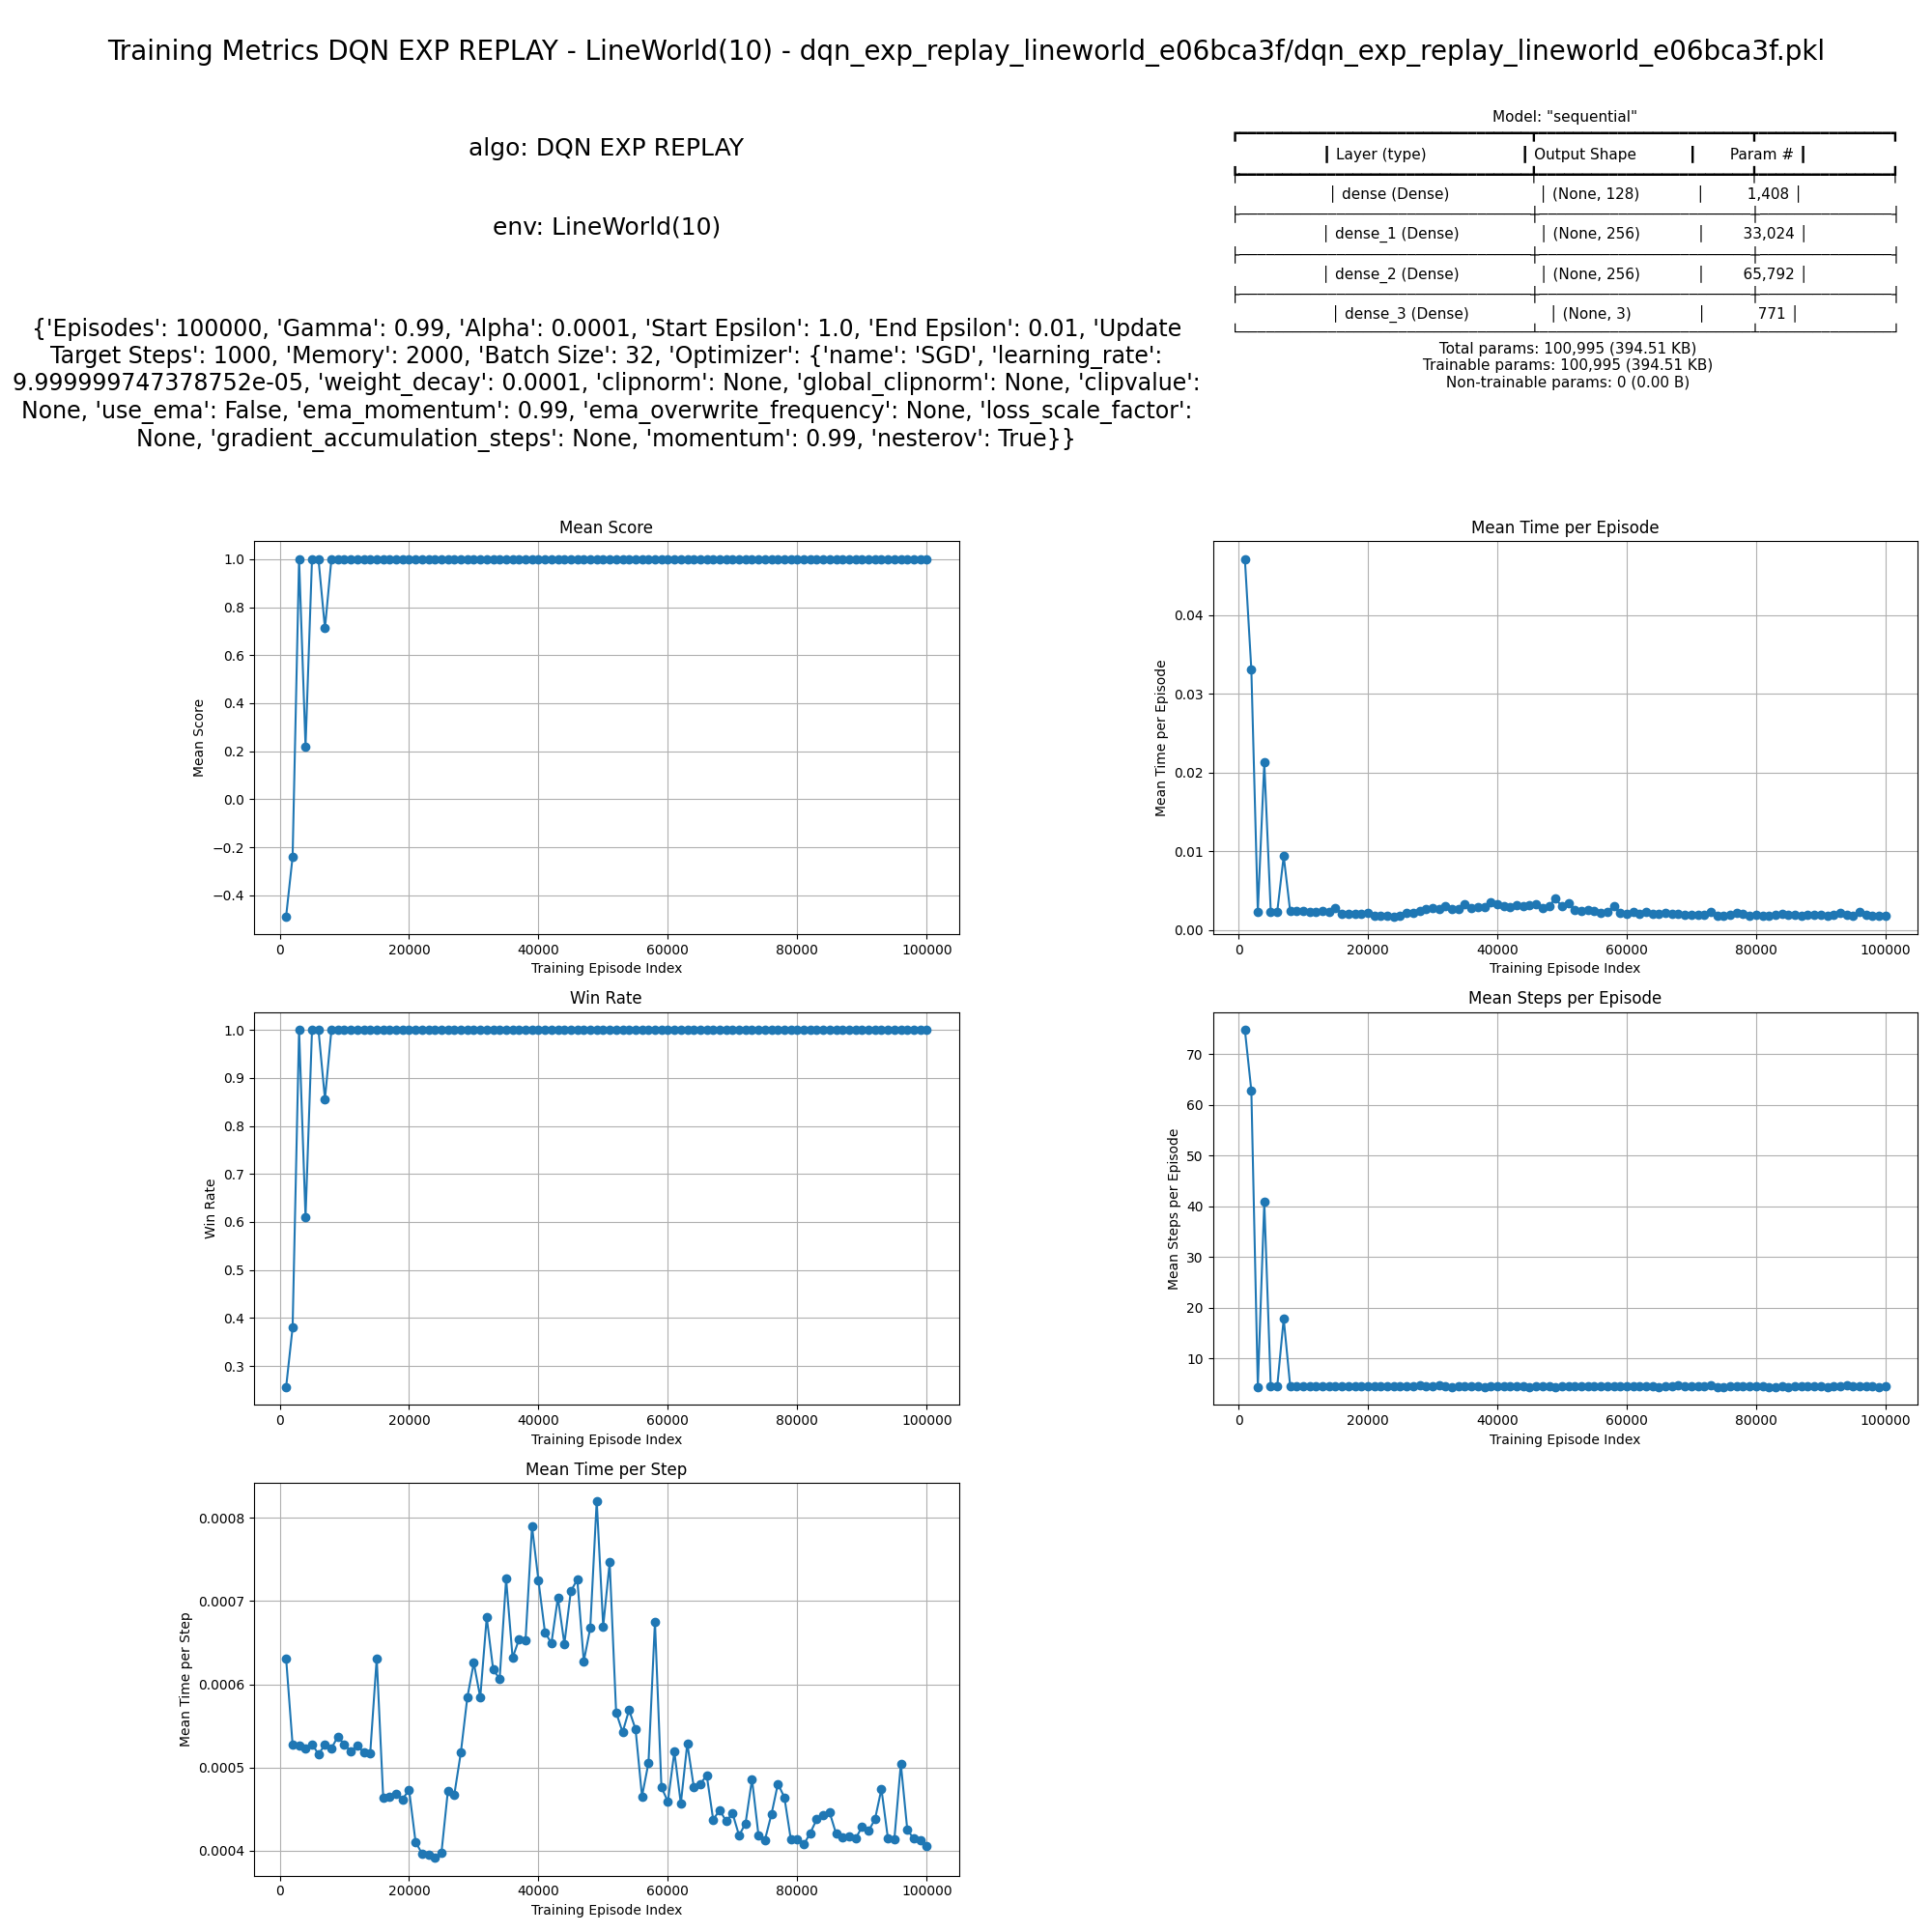 Training Metrics DQN EXP REPLAY - LineWorld(10) - dqn_exp_replay_lineworld_e06bca3f/dqn_exp_replay_lineworld_e06bca3f.pkl
algo: DQN EXP REPLAY
env: LineWorld(10)
{'Episodes': 100000, 'Gamma': 0.99, 'Alpha': 0.0001, 'Start Epsilon': 1.0, 'End Epsilon': 0.01, 'Update
Target Steps': 1000, 'Memory': 2000, 'Batch Size': 32, 'Optimizer': {'name': 'SGD', 'learning_rate':
9.999999747378752e-05, 'weight_decay': 0.0001, 'clipnorm': None, 'global_clipnorm': None, 'clipvalue':
None, 'use_ema': False, 'ema_momentum': 0.99, 'ema_overwrite_frequency': None, 'loss_scale_factor':
None, 'gradient_accumulation_steps': None, 'momentum': 0.99, 'nesterov': True}}
Model: "sequential"
Layer (type) Output Shape Param #
dense (Dense) (None, 128) 1,408
dense_1 (Dense) (None, 256) 33,024
dense_2 (Dense) (None, 256) 65,792
dense_3 (Dense) (None, 3) 771
Total params: 100,995 (394.51 KB)
Trainable params: 100,995 (394.51 KB)
Non-trainable params: 0 (0.00 B)
Mean Score
Mean Score
1.0
0.8
0.6
0.4
0.2
0.0
−0.2
−0.4
0 20000 40000 60000 80000 100000
Training Episode Index
Mean Time per Episode
Mean Time per Episode
0.04
0.03
0.02
0.01
0.00
0 20000 40000 60000 80000 100000
Training Episode Index
Win Rate
Win Rate
1.0
0.9
0.8
0.7
0.6
0.5
0.4
0.3
0 20000 40000 60000 80000 100000
Training Episode Index
Mean Steps per Episode
Mean Steps per Episode
70
60
50
40
30
20
10
0 20000 40000 60000 80000 100000
Training Episode Index
Mean Time per Step
Mean Time per Step
0.0008
0.0007
0.0006
0.0005
0.0004
0 20000 40000 60000 80000 100000
Training Episode Index